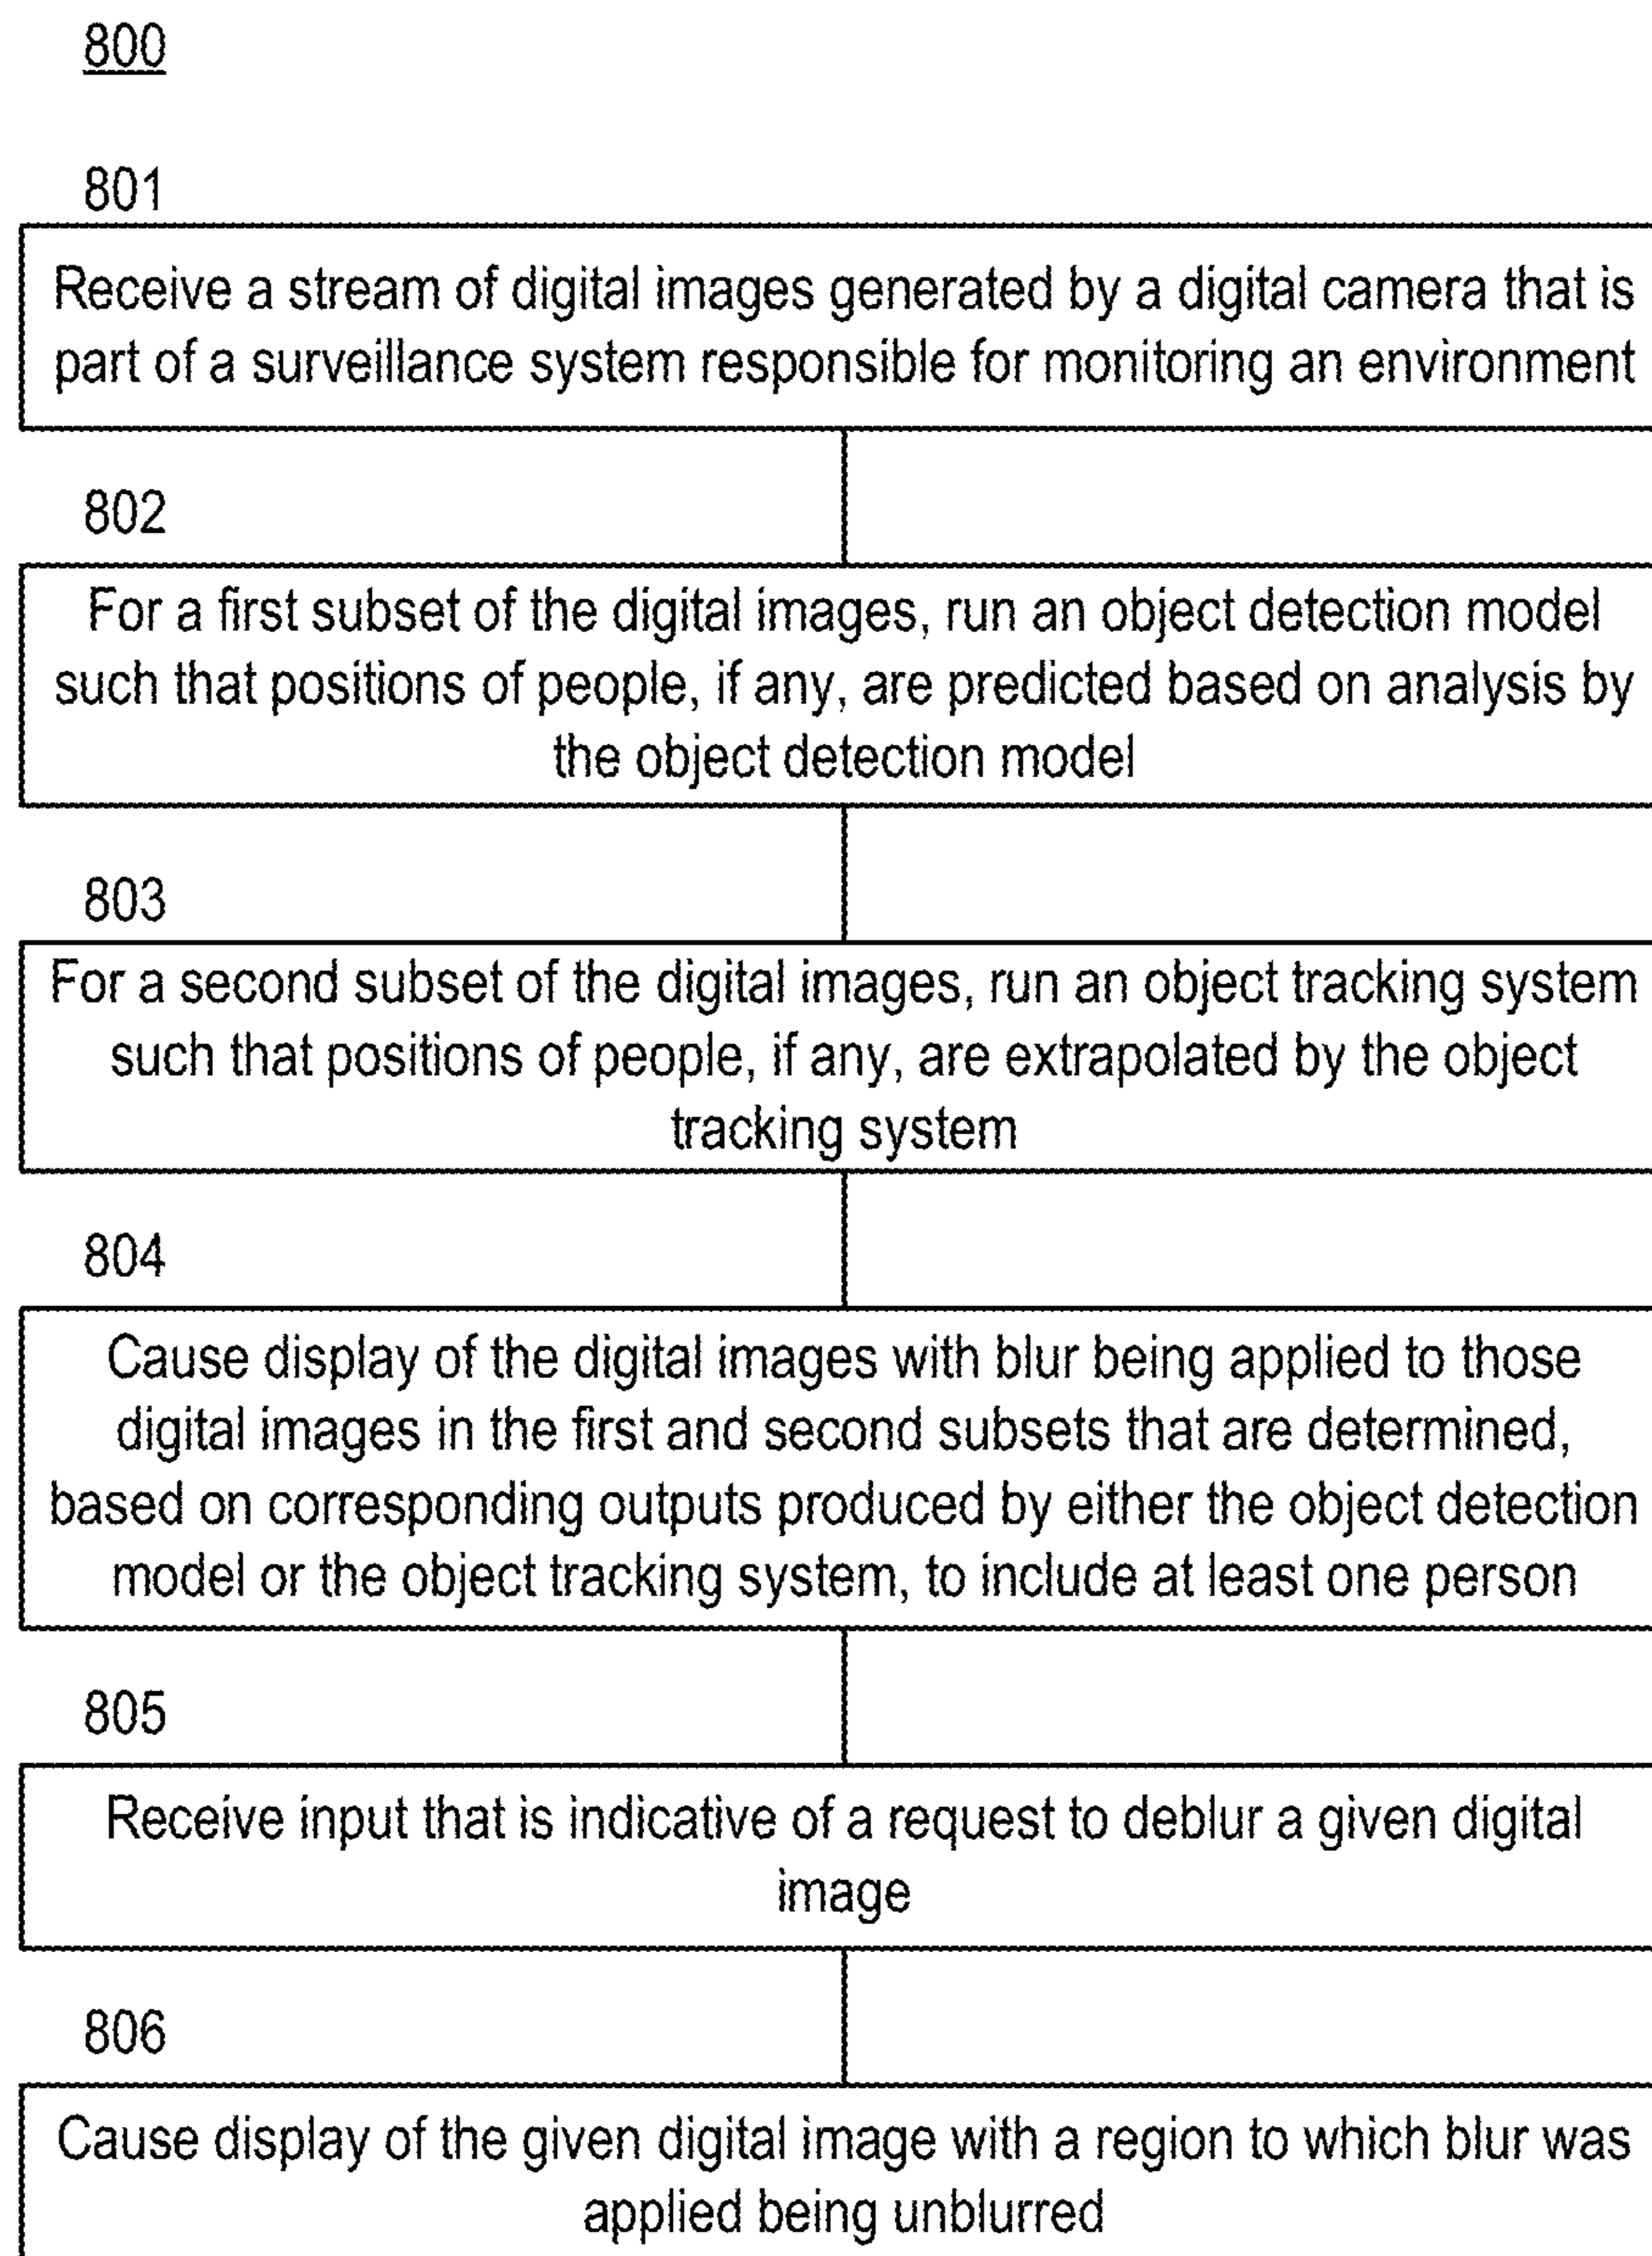 800
801
Receive a stream of digital images generated by a digital camera that is
part of a surveillance system responsible for monitoring an environment
802
For a first subset of the digital images, run an object detection model
such that positions of people, if any, are predicted based on analysis by
the object detection model
803
For a second subset of the digital images, run an object tracking system
such that positions of people, if any, are extrapolated by the object
tracking system
804
Cause display of the digital images with blur being applied to those
digital images in the first and second subsets that are determined,
based on corresponding outputs produced by either the object detection
model or the object tracking system, to include at least one person
805
Receive input that is indicative of a request to deblur a given digital
image
806
Cause display of the given digital image with a region to which blur was
applied being unblurred